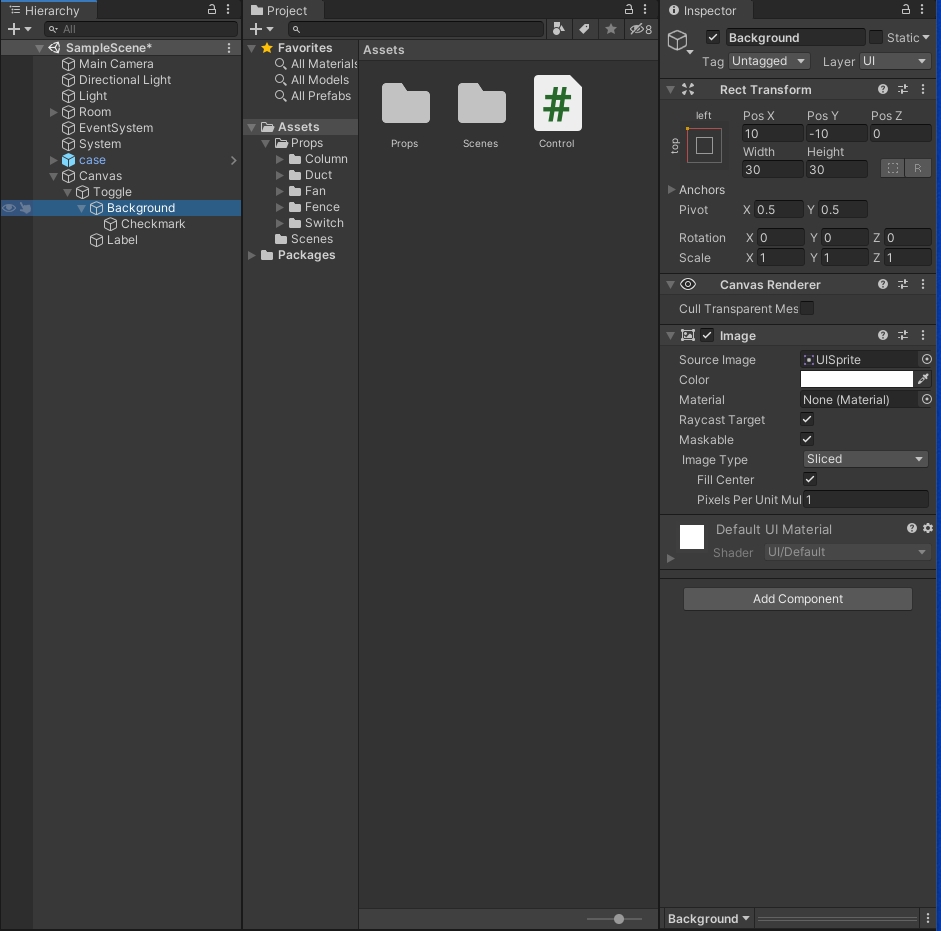 Hierarchy
All
SampleScene*
Main Camera
Directional Light
Light
Room
EventSystem
System
case
Canvas
Toggle
Background
Checkmark
Label
Project
8
Favorites
All Materials
All Models
All Prefabs
Assets
Props
Column
Duct
Fan
Fence
Switch
Scenes
Packages
Assets
Props Scenes Control
#
Inspector
Background Static
Tag Untagged Layer UI
Rect Transform
left
top
Pos X Pos Y Pos Z
10 -10 0
Width Height
30 30 R
Anchors
Pivot X 0.5 Y 0.5
Rotation X 0 Y 0 Z 0
Scale X 1 Y 1 Z 1
Canvas Renderer
Cull Transparent Mes
Image
Source Image UISprite
Color
Material None (Material)
Raycast Target
Maskable
Image Type Sliced
Fill Center
Pixels Per Unit Mul 1
Default UI Material
Shader UI/Default
Add Component
Background